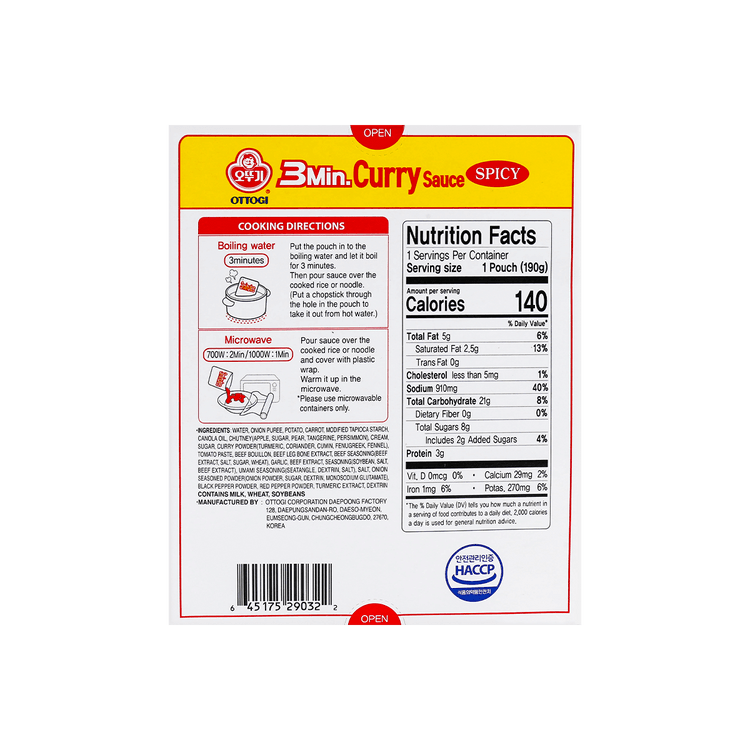 OPEN
오뚜기
OTTOGI
3Min. Curry Sauce SPICY
COOKING DIRECTIONS
Boiling water
3minutes
Put the pouch in to the
boiling water and let it boil
for 3 minutes.
Then pour sauce over the
cooked rice or noodle.
(Put a chopstick through
the hole in the pouch to
take it out from hot water.)
Microwave
700W : 2Min / 1000W : 1Min
Pour sauce over the
cooked rice or noodle
and cover with plastic
wrap.
Warm it up in the
microwave.
*Please use microwavable
containers only.
•INGREDIENTS: WATER, ONION PUREE, POTATO, CARROT, MODIFIED TAPIOCA STARCH,
CANOLA OIL, CHUTNEY(APPLE, SUGAR, PEAR, TANGERINE, PERSIMMON), CREAM,
SUGAR, CURRY POWDER(TURMERIC, CORIANDER, CUMIN, FENUGREEK, FENNEL),
TOMATO PASTE, BEEF BOUILLON, BEEF LEG BONE EXTRACT, BEEF SEASONING(BEEF
EXTRACT, SALT, SUGAR, WHEAT), GARLIC, BEEF EXTRACT, SEASONING(SOYBEAN, SALT,
BEEF EXTRACT), UMAMI SEASONING(SEATANGLE, DEXTRIN, SALT), SALT, ONION
SEASONED POWDER(ONION POWDER, SUGAR, DEXTRIN, MONOSODIUM GLUTAMATE),
BLACK PEPPER POWDER, RED PEPPER POWDER, TURMERIC EXTRACT, DEXTRIN
CONTAINS MILK, WHEAT, SOYBEANS
•MANUFACTURED BY : OTTOGI CORPORATION DAEPOONG FACTORY
128, DAEPUNGSANDAN-RO, DAESO-MYEON,
EUMSEONG-GUN, CHUNGCHEONGBUGDO, 27670,
KOREA
6 45175 29032 2
Nutrition Facts
1 Servings Per Container
Serving size 1 Pouch (190g)
Amount per serving
Calories 140
% Daily Value*
Total Fat 5g 6%
Saturated Fat 2,5g 13%
Trans Fat 0g
Cholesterol less than 5mg 1%
Sodium 910mg 40%
Total Carbohydrate 21g 8%
Dietary Fiber 0g 0%
Total Sugars 8g
Includes 2g Added Sugars 4%
Protein 3g
Vit, D 0mcg 0% • Calcium 29mg 2%
Iron 1mg 6% • Potas, 270mg 6%
*The % Daily Value (DV) tells you how much a nutrient in
a serving of food contributes to a daily diet, 2,000 calories
a day is used for general nutrition advice,
안전관리인증
HACCP
식품의약품안전처
OPEN